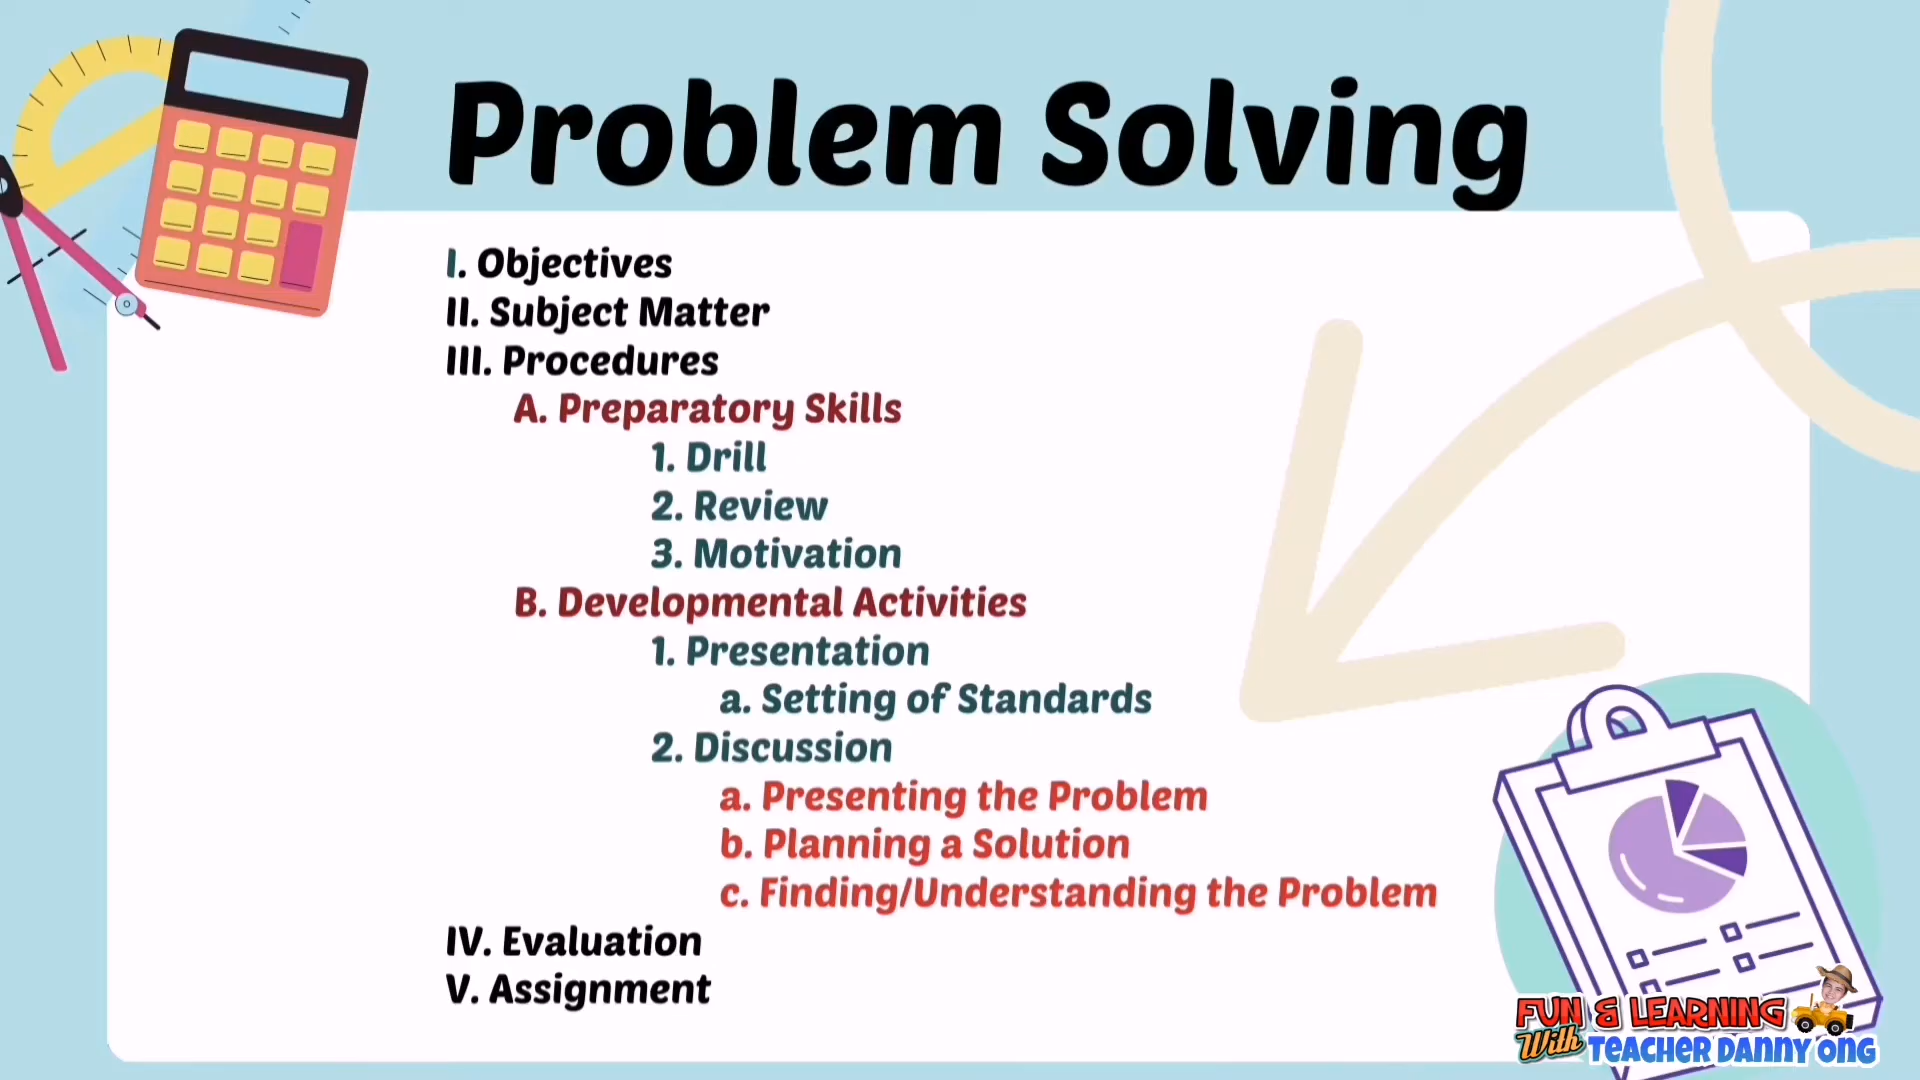 Problem Solving
I. Objectives
II. Subject Matter
III. Procedures
A. Preparatory Skills
1. Drill
2. Review
3. Motivation
B. Developmental Activities
1. Presentation
a. Setting of Standards
2. Discussion
a. Presenting the Problem
b. Planning a Solution
c. Finding/Understanding the Problem
IV. Evaluation
V. Assignment
FUN & LEARNING
With TEACHER DANNY ONG